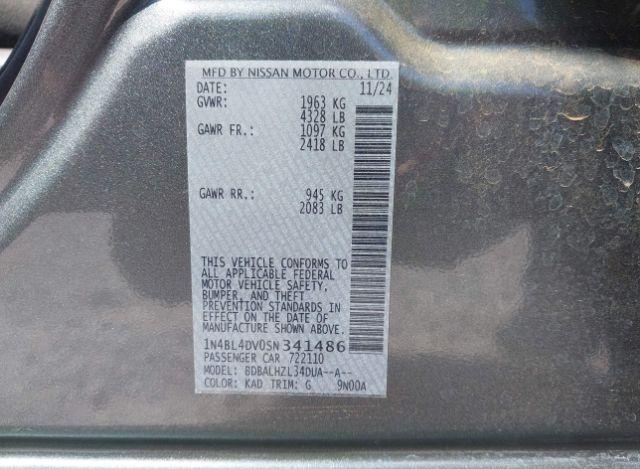 MFD BY NISSAN MOTOR CO., LTD.
DATE: 11/24
GVWR: 1963 KG
4328 LB
GAWR FR.: 1097 KG
2418 LB
GAWR RR.: 945 KG
2083 LB
THIS VEHICLE CONFORMS TO
ALL APPLICABLE FEDERAL
MOTOR VEHICLE SAFETY,
BUMPER, AND THEFT
PREVENTION STANDARDS IN
EFFECT ON THE DATE OF
MANUFACTURE SHOWN ABOVE.
1N4BL4DV0SN341486
PASSENGER CAR 722110
MODEL: BDBALHZL34DUA--A--
COLOR: KAD TRIM: G 9N00A